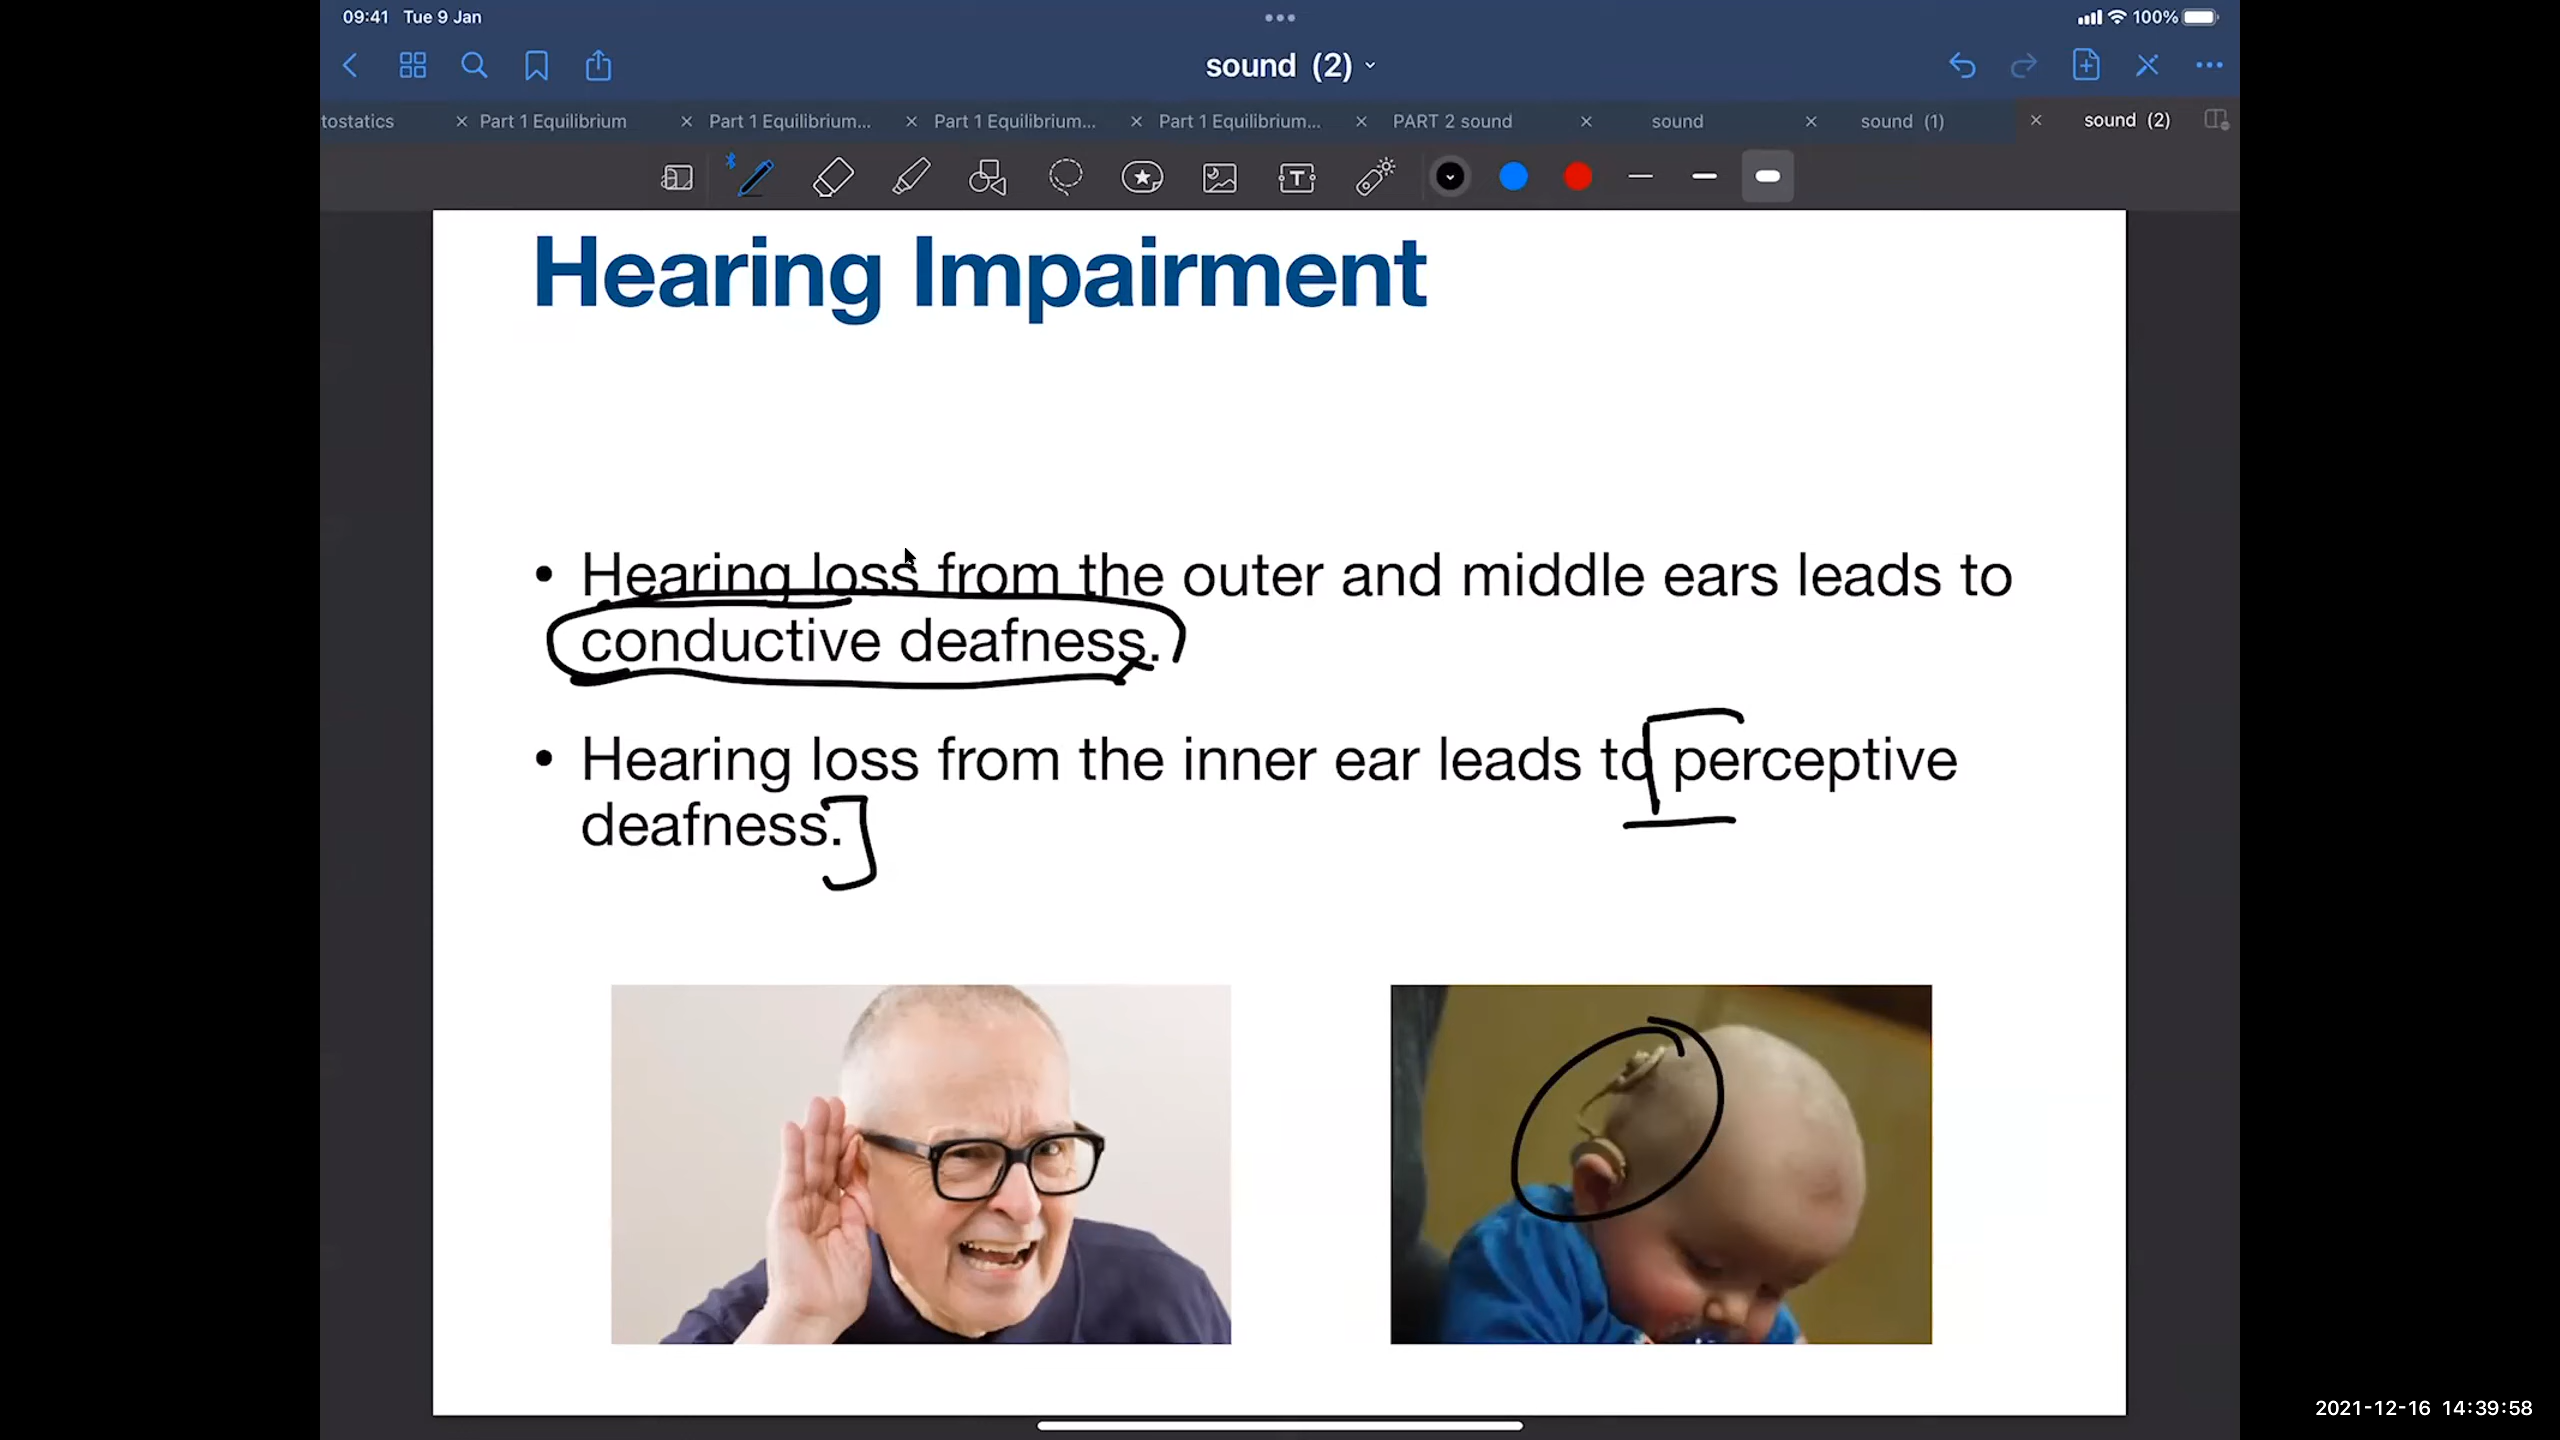 09:41 Tue 9 Jan
100%
sound (2)
tostatics
Part 1 Equilibrium
Part 1 Equilibrium...
Part 1 Equilibrium...
Part 1 Equilibrium...
PART 2 sound
sound
sound (1)
sound (2)
Hearing Impairment
• Hearing loss from the outer and middle ears leads to
conductive deafness.
• Hearing loss from the inner ear leads to perceptive
deafness.
2021-12-16 14:39:58